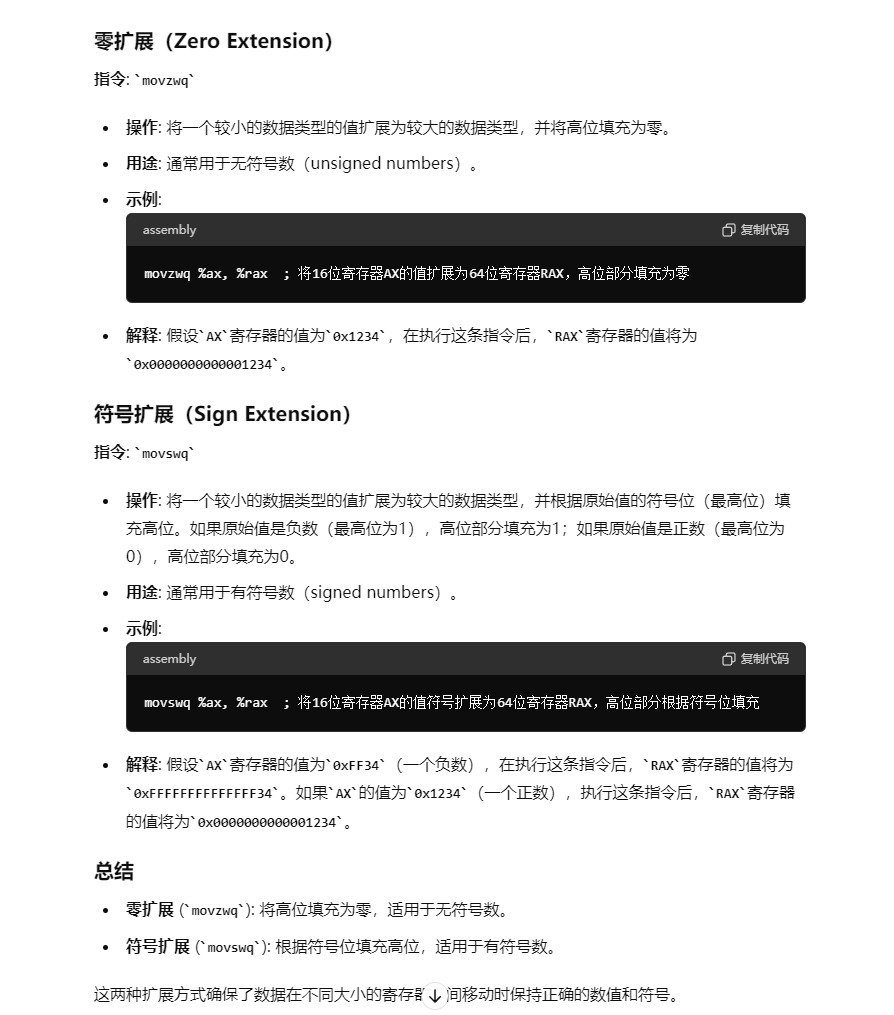 零扩展（Zero Extension）
指令: `movzwq`
操作: 将一个较小的数据类型的值扩展为较大的数据类型，并将高位填充为零。
用途: 通常用于无符号数（unsigned numbers）。
示例:
assembly
复制代码
movzwq %ax, %rax  ; 将16位寄存器AX的值扩展为64位寄存器RAX，高位部分填充为零
解释: 假设`AX`寄存器的值为`0x1234`，在执行这条指令后，`RAX`寄存器的值将为
`0x0000000000001234`。
符号扩展（Sign Extension）
指令: `movswq`
操作: 将一个较小的数据类型的值扩展为较大的数据类型，并根据原始值的符号位（最高位）填
充高位。如果原始值是负数（最高位为1），高位部分填充为1；如果原始值是正数（最高位为
0），高位部分填充为0。
用途: 通常用于有符号数（signed numbers）。
示例:
assembly
复制代码
movswq %ax, %rax  ; 将16位寄存器AX的值符号扩展为64位寄存器RAX，高位部分根据符号位填充
解释: 假设`AX`寄存器的值为`0xFF34`（一个负数），在执行这条指令后，`RAX`寄存器的值将为
`0xFFFFFFFFFFFFFF34`。如果`AX`的值为`0x1234`（一个正数），执行这条指令后，`RAX`寄存器
的值将为`0x0000000000001234`。
总结
零扩展 (`movzwq`): 将高位填充为零，适用于无符号数。
符号扩展 (`movswq`): 根据符号位填充高位，适用于有符号数。
这两种扩展方式确保了数据在不同大小的寄存器间移动时保持正确的数值和符号。